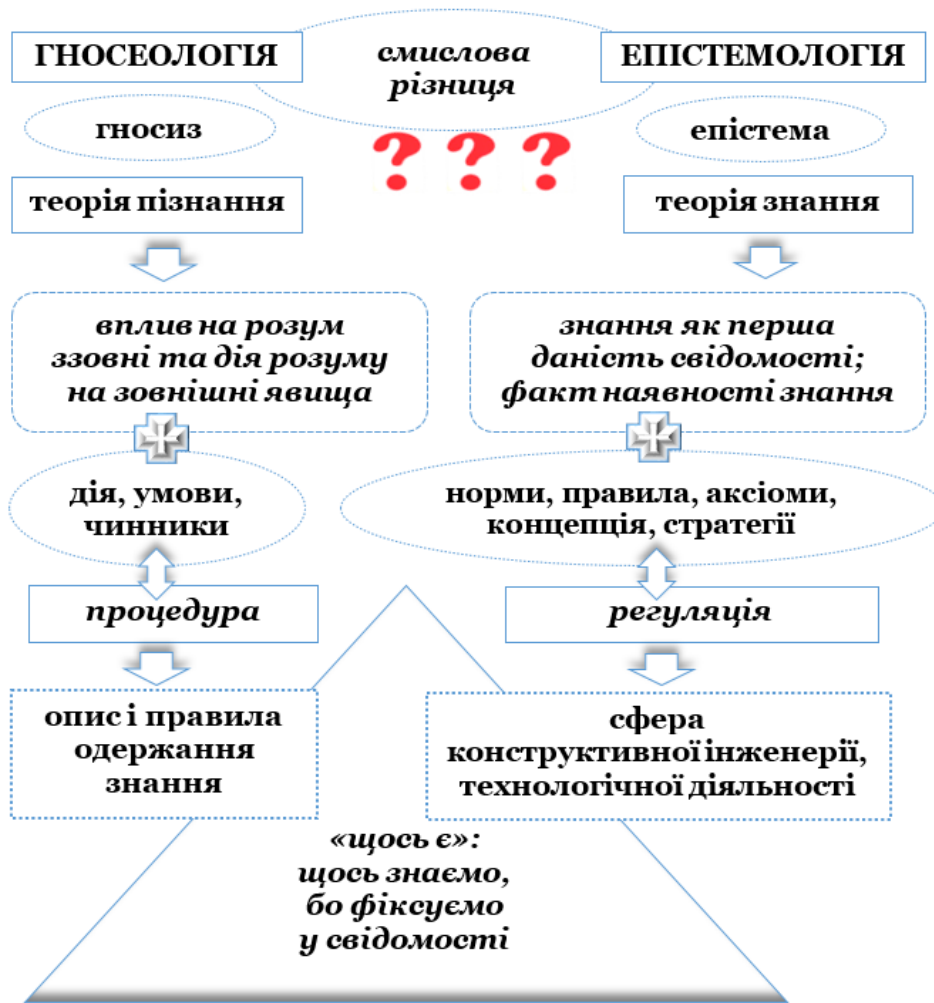 ГНОСЕОЛОГІЯ
смислова
різниця
ЕПІСТЕМОЛОГІЯ
гносиз
епістема
???
теорія пізнання
теорія знання
вплив на розум
ззовні та дія розуму
на зовнішні явища
знання як перша
даність свідомості;
факт наявності знання
дія, умови,
чинники
норми, правила, аксіоми,
концепція, стратегії
процедура
регуляція
опис і правила
одержання
знання
сфера
конструктивної інженерії,
технологічної діяльності
«щось є»:
щось знаємо,
бо фіксуємо
у свідомості